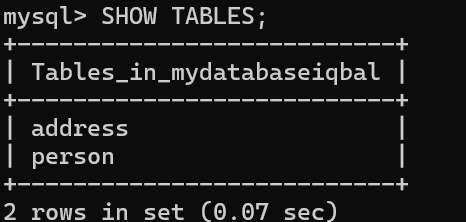 mysql> SHOW TABLES;
+----------------------------+
| Tables_in_mydatabaseiqbal |
+----------------------------+
| address                    |
| person                     |
+----------------------------+
2 rows in set (0.07 sec)